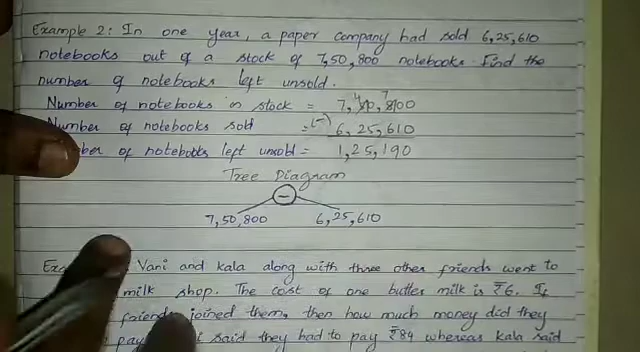 Example 2: In one year, a paper company had sold 6,25,610
notebooks out of a stock of 7,50,800 notebooks. Find the
number of notebooks left unsold.
Number of notebooks in stock = 7,50,800
Number of notebooks sold =(-) 6,25,610
of notebooks left unsold = 1,25,190
Tree Diagram
−
7,50,800 6,25,610
Vani and kala along with three other friends went to
milk shop. The cost of one butter milk is ₹6. If
friends joined them, then how much money did they
pay said they had to pay ₹84 whereas kala said